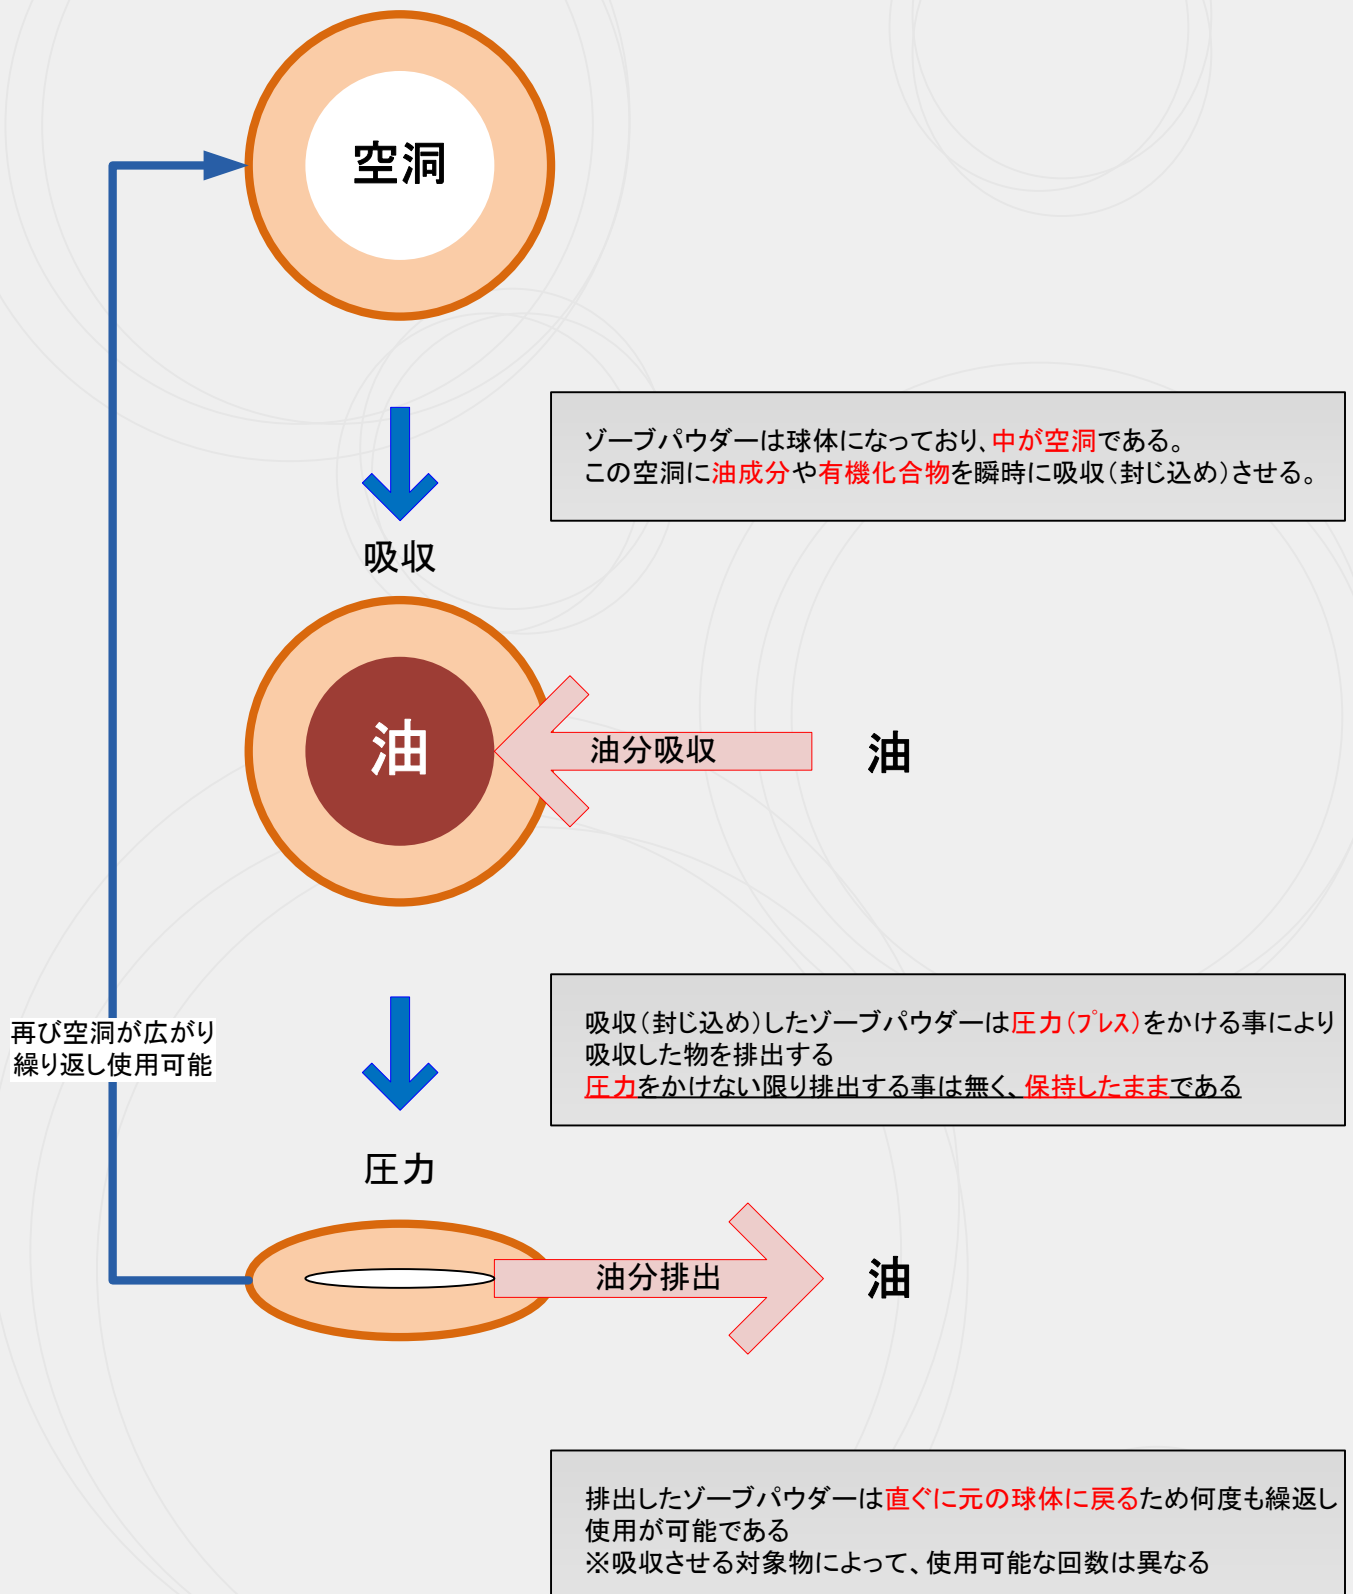 空洞
ゾーブパウダーは球体になっており、中が空洞である。
この空洞に油成分や有機化合物を瞬時に吸収（封じ込め）させる。
吸収
油
油分吸収
油
再び空洞が広がり
繰り返し使用可能
吸収（封じ込め）したゾーブパウダーは圧力（ﾌﾟﾚｽ）をかける事により
吸収した物を排出する
圧力をかけない限り排出する事は無く、保持したままである
圧力
油分排出
油
排出したゾーブパウダーは直ぐに元の球体に戻るため何度も繰返し
使用が可能である
※吸収させる対象物によって、使用可能な回数は異なる